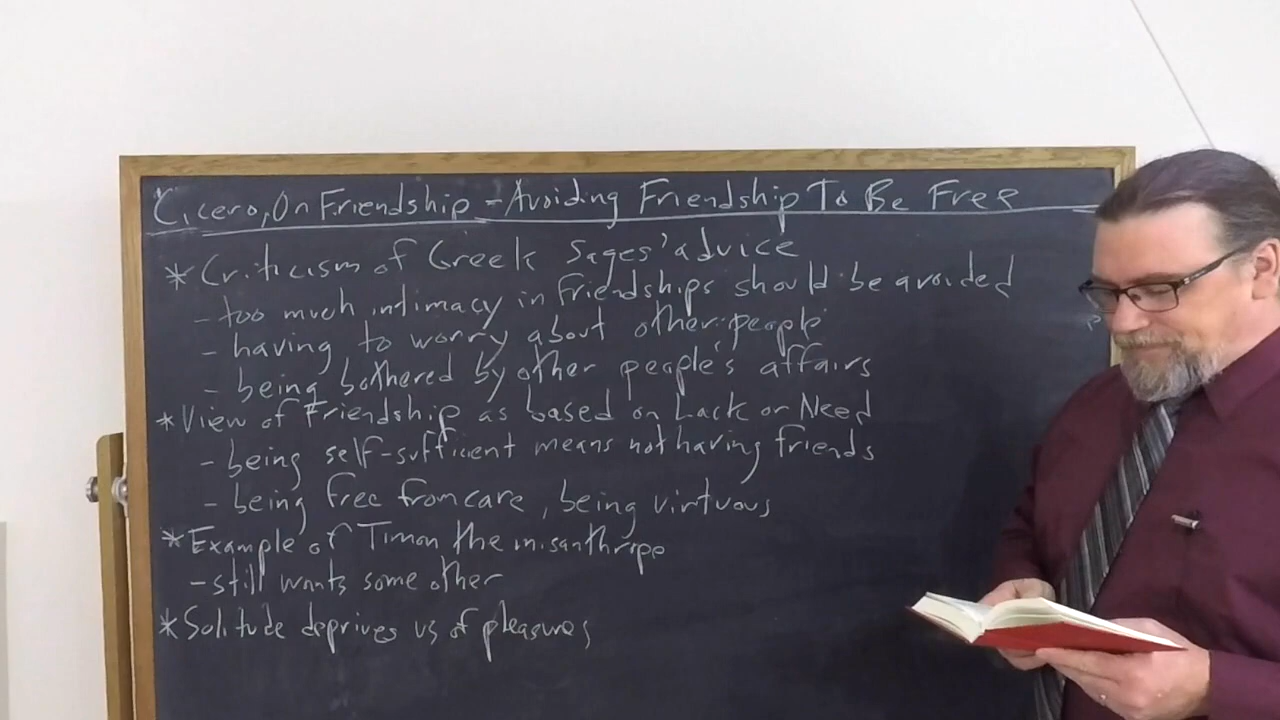 Cicero, On Friendship - Avoiding Friendship To Be Free
* Criticism of Greek Sages' advice
- too much intimacy in friendships should be avoided
- having to worry about other people
- being bothered by other people's affairs
* View of Friendship as based on Lack or Need
- being self-sufficient means not having friends
- being free from care, being virtuous
* Example of Timon the misanthrope
- still wants some other
* Solitude deprives us of pleasures